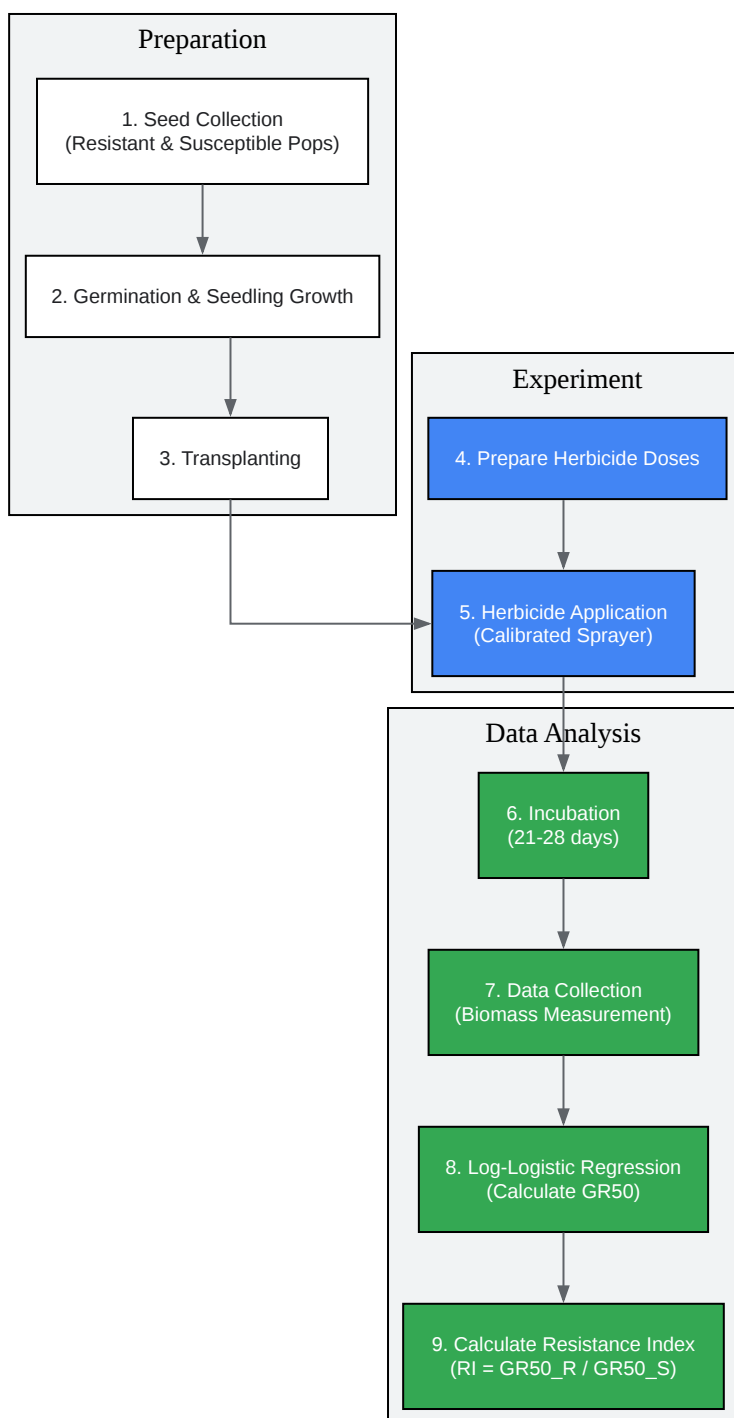 Preparation
1. Seed Collection
(Resistant & Susceptible Pops)
2. Germination & Seedling Growth
3. Transplanting
Experiment
4. Prepare Herbicide Doses
5. Herbicide Application
(Calibrated Sprayer)
Data Analysis
6. Incubation
(21-28 days)
7. Data Collection
(Biomass Measurement)
8. Log-Logistic Regression
(Calculate GR50)
9. Calculate Resistance Index
(RI = GR50_R / GR50_S)